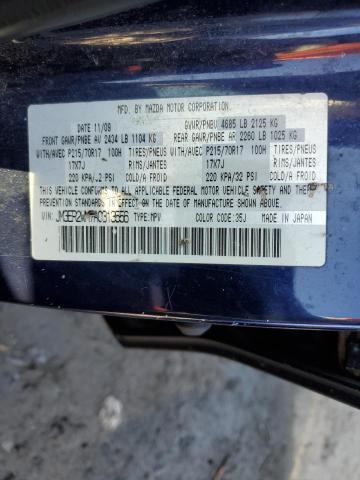 MFD. BY MAZDA MOTOR CORPORATION
DATE 11/09 GVWR/PNBV 4685 LB 2125 KG
FRONT GAWR/PNBE AV 2434 LB 1104 KG REAR GAWR/PNBE AR 2260 LB 1025 KG
WITH/AVEC P215/70R17 100H WITH/AVEC P215/70R17 100H
17X7J RIMS/JANTES 17X7J RIMS/JANTES
220 KPA/32 PSI COLD/A FROID 220 KPA/32 PSI COLD/A FROID
THIS VEHICLE CONFORMS TO ALL APPLICABLE FEDERAL MOTOR VEHICLE SAFETY AND
THEFT PREVENTION STANDARDS IN EFFECT ON THE DATE OF MANUFACTURE SHOWN ABOVE.
VIN: TYPE: MPV COLOR CODE: 35J MADE IN JAPAN